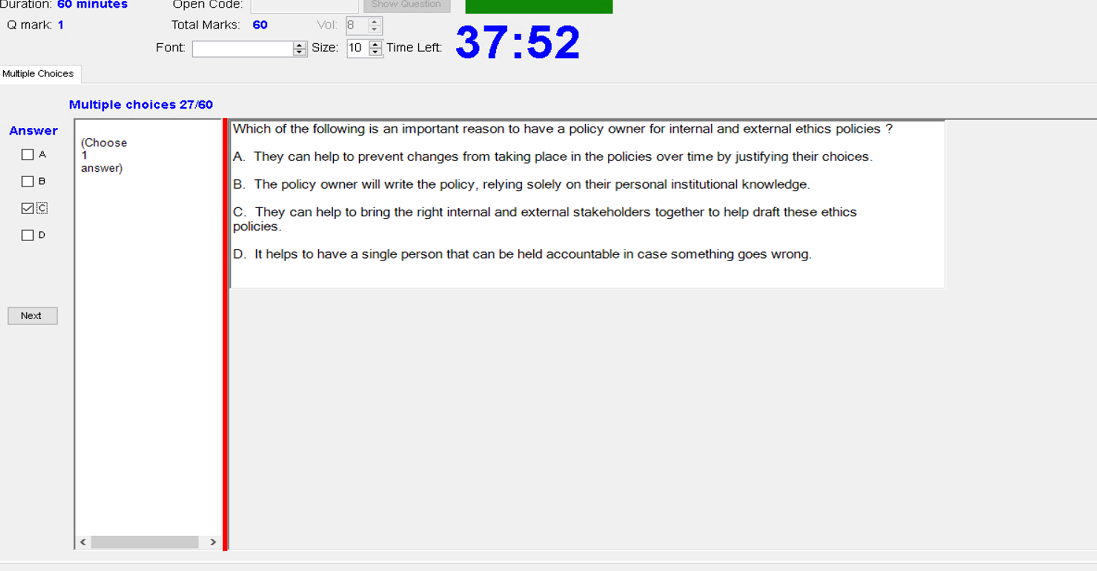 Duration: 60 minutes Open Code: Show Question
Q mark: 1 Total Marks: 60 Vol: 8
Font: Size: 10 Time Left: 37:52
Multiple Choices
Multiple choices 27/60
Answer
A
B
C
D
Next
(Choose
1
answer)
Which of the following is an important reason to have a policy owner for internal and external ethics policies ?
A. They can help to prevent changes from taking place in the policies over time by justifying their choices.
B. The policy owner will write the policy, relying solely on their personal institutional knowledge.
C. They can help to bring the right internal and external stakeholders together to help draft these ethics
policies.
D. It helps to have a single person that can be held accountable in case something goes wrong.